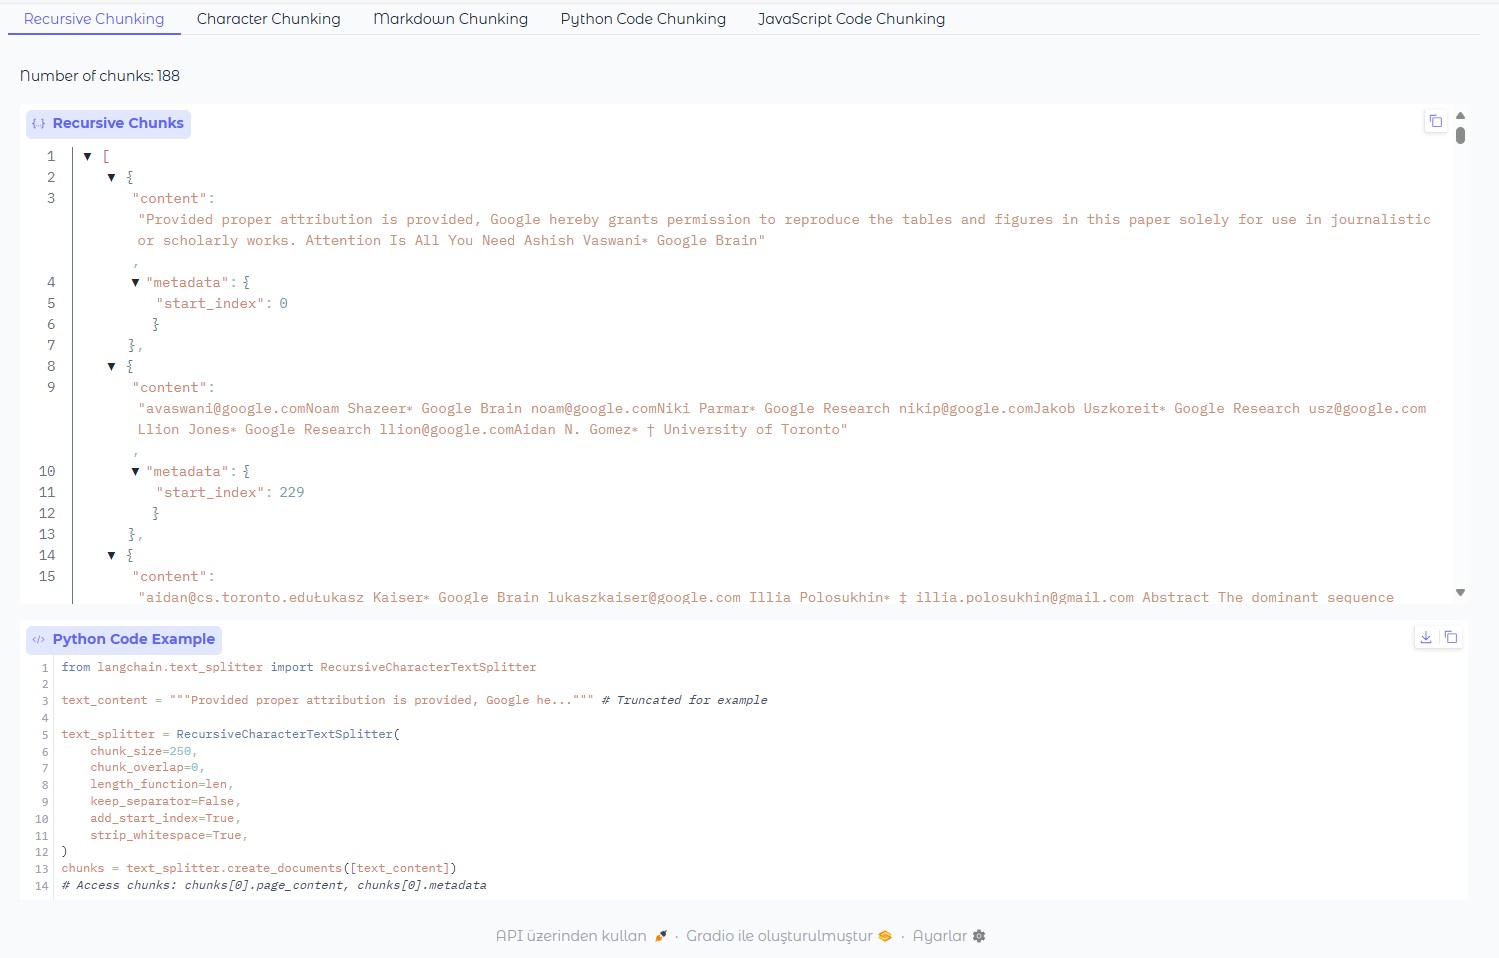 Recursive Chunking Character Chunking Markdown Chunking Python Code Chunking JavaScript Code Chunking
Number of chunks: 188
{..} Recursive Chunks
1 ▼ [
2 ▼ {
3 "content":
"Provided proper attribution is provided, Google hereby grants permission to reproduce the tables and figures in this paper solely for use in journalistic
or scholarly works. Attention Is All You Need Ashish Vaswani∗ Google Brain"
,
4 ▼ "metadata": {
5 "start_index": 0
6 }
7 },
8 ▼ {
9 "content":
"avaswani@google.comNoam Shazeer∗ Google Brain noam@google.comNiki Parmar∗ Google Research nikip@google.comJakob Uszkoreit∗ Google Research usz@google.com
Llion Jones∗ Google Research llion@google.comAidan N. Gomez∗ † University of Toronto"
,
10 ▼ "metadata": {
11 "start_index": 229
12 }
13 },
14 ▼ {
15 "content":
"aidan@cs.toronto.eduŁukasz Kaiser∗ Google Brain lukaszkaiser@google.com Illia Polosukhin∗ ‡ illia.polosukhin@gmail.com Abstract The dominant sequence
</> Python Code Example
1 from langchain.text_splitter import RecursiveCharacterTextSplitter
2
3 text_content = """Provided proper attribution is provided, Google he...""" # Truncated for example
4
5 text_splitter = RecursiveCharacterTextSplitter(
6 chunk_size=250,
7 chunk_overlap=0,
8 length_function=len,
9 keep_separator=False,
10 add_start_index=True,
11 strip_whitespace=True,
12 )
13 chunks = text_splitter.create_documents([text_content])
14 # Access chunks: chunks[0].page_content, chunks[0].metadata
API üzerinden kullan · Gradio ile oluşturulmuştur · Ayarlar